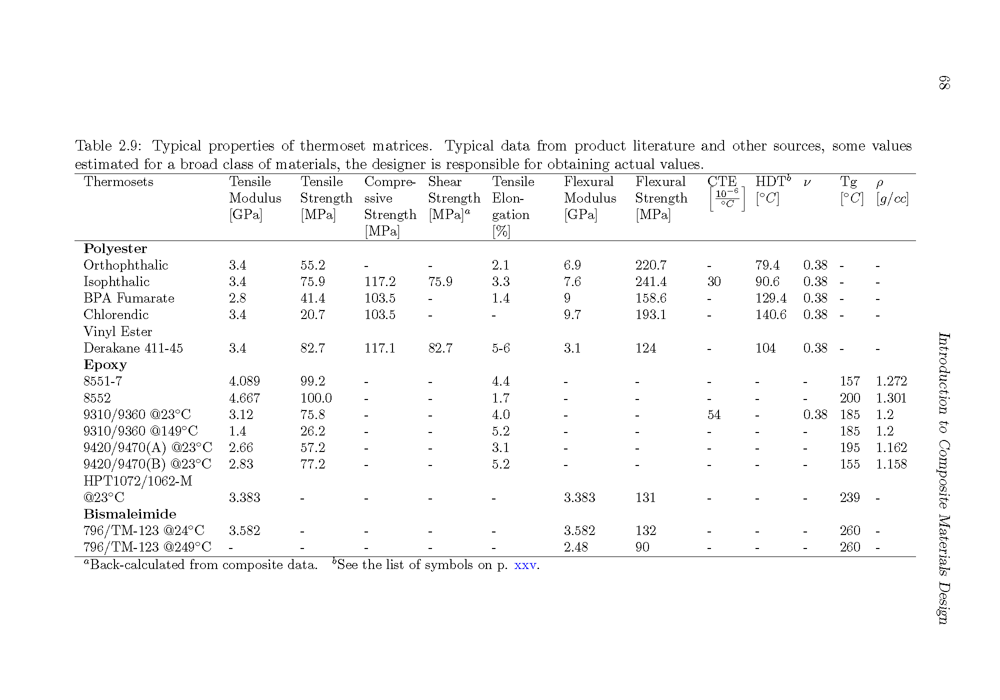 68
Table 2.9: Typical properties of thermoset matrices. Typical data from product literature and other sources, some values
estimated for a broad class of materials, the designer is responsible for obtaining actual values.
Thermosets Tensile Tensile Compre- Shear Tensile Flexural Flexural CTE HDTᵇ ν Tg ρ
Modulus Strength ssive Strength Elon- Modulus Strength [10⁻⁶/°C] [°C] [°C] [g/cc]
[GPa] [MPa] Strength [MPa]ᵃ gation [GPa] [MPa]
[MPa] [%]
Polyester
Orthophthalic 3.4 55.2 - - 2.1 6.9 220.7 - 79.4 0.38 - -
Isophthalic 3.4 75.9 117.2 75.9 3.3 7.6 241.4 30 90.6 0.38 - -
BPA Fumarate 2.8 41.4 103.5 - 1.4 9 158.6 - 129.4 0.38 - -
Chlorendic 3.4 20.7 103.5 - - 9.7 193.1 - 140.6 0.38 - -
Vinyl Ester
Derakane 411-45 3.4 82.7 117.1 82.7 5-6 3.1 124 - 104 0.38 - -
Epoxy
8551-7 4.089 99.2 - - 4.4 - - - - - 157 1.272
8552 4.667 100.0 - - 1.7 - - - - - 200 1.301
9310/9360 @23°C 3.12 75.8 - - 4.0 - - 54 - 0.38 185 1.2
9310/9360 @149°C 1.4 26.2 - - 5.2 - - - - - 185 1.2
9420/9470(A) @23°C 2.66 57.2 - - 3.1 - - - - - 195 1.162
9420/9470(B) @23°C 2.83 77.2 - - 5.2 - - - - - 155 1.158
HPT1072/1062-M
@23°C 3.383 - - - - 3.383 131 - - - 239 -
Bismaleimide
796/TM-123 @24°C 3.582 - - - - 3.582 132 - - - 260 -
796/TM-123 @249°C - - - - - 2.48 90 - - - 260 -
ᵃBack-calculated from composite data. ᵇSee the list of symbols on p. xxv.
Introduction to Composite Materials Design